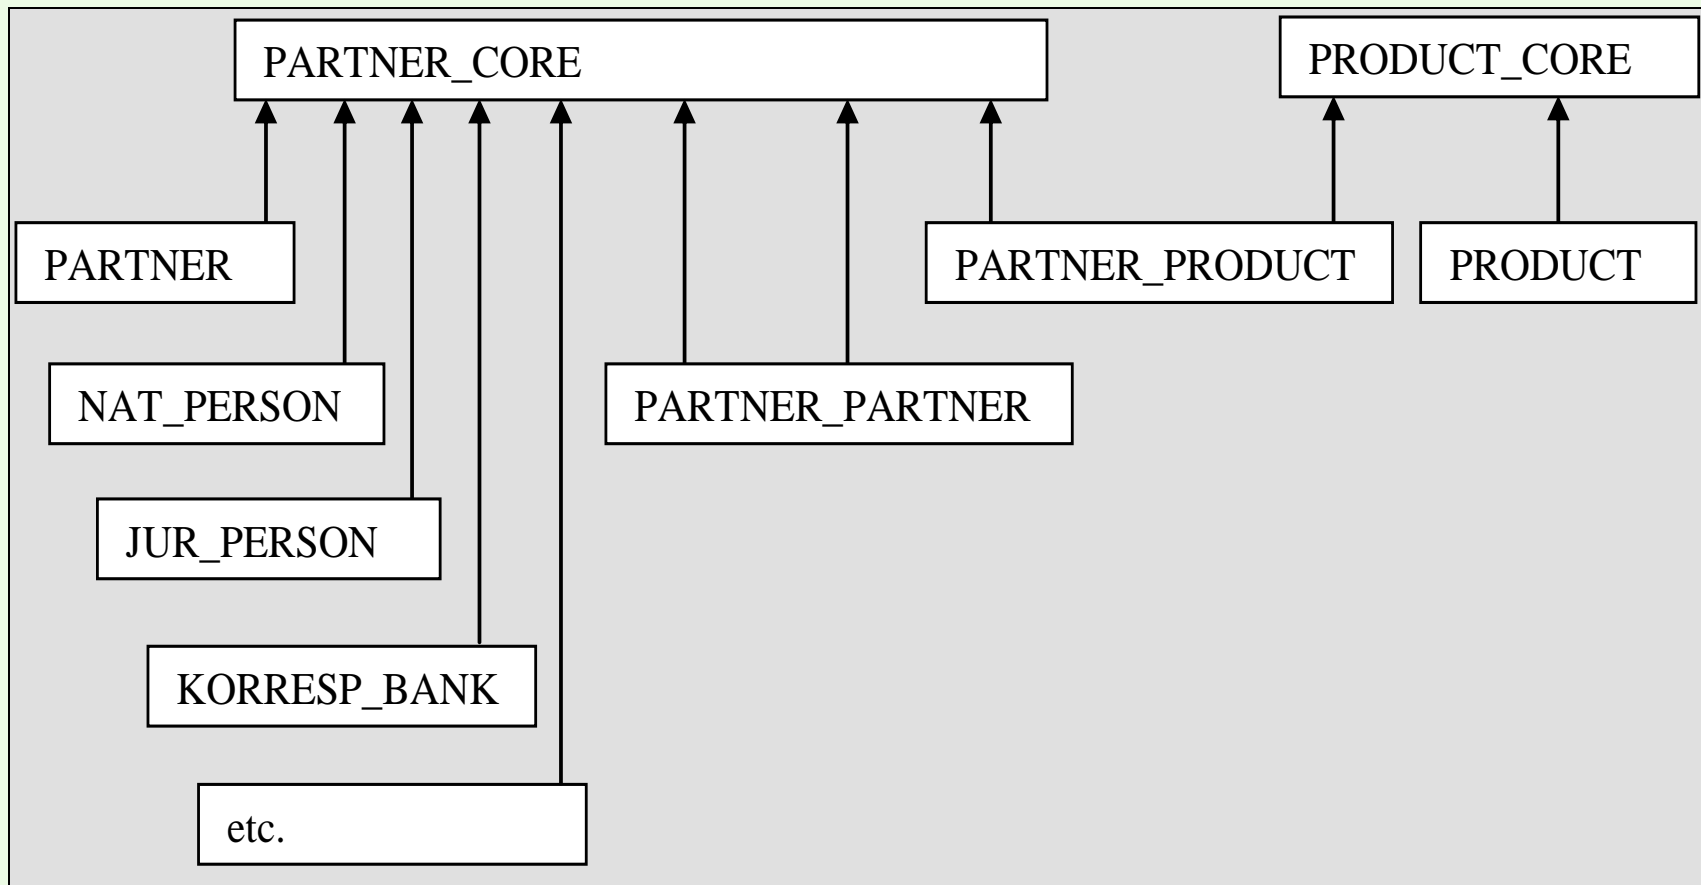 PARTNER_CORE
PRODUCT_CORE
PARTNER
PARTNER_PRODUCT
PRODUCT
NAT_PERSON
PARTNER_PARTNER
JUR_PERSON
KORRESP_BANK
etc.